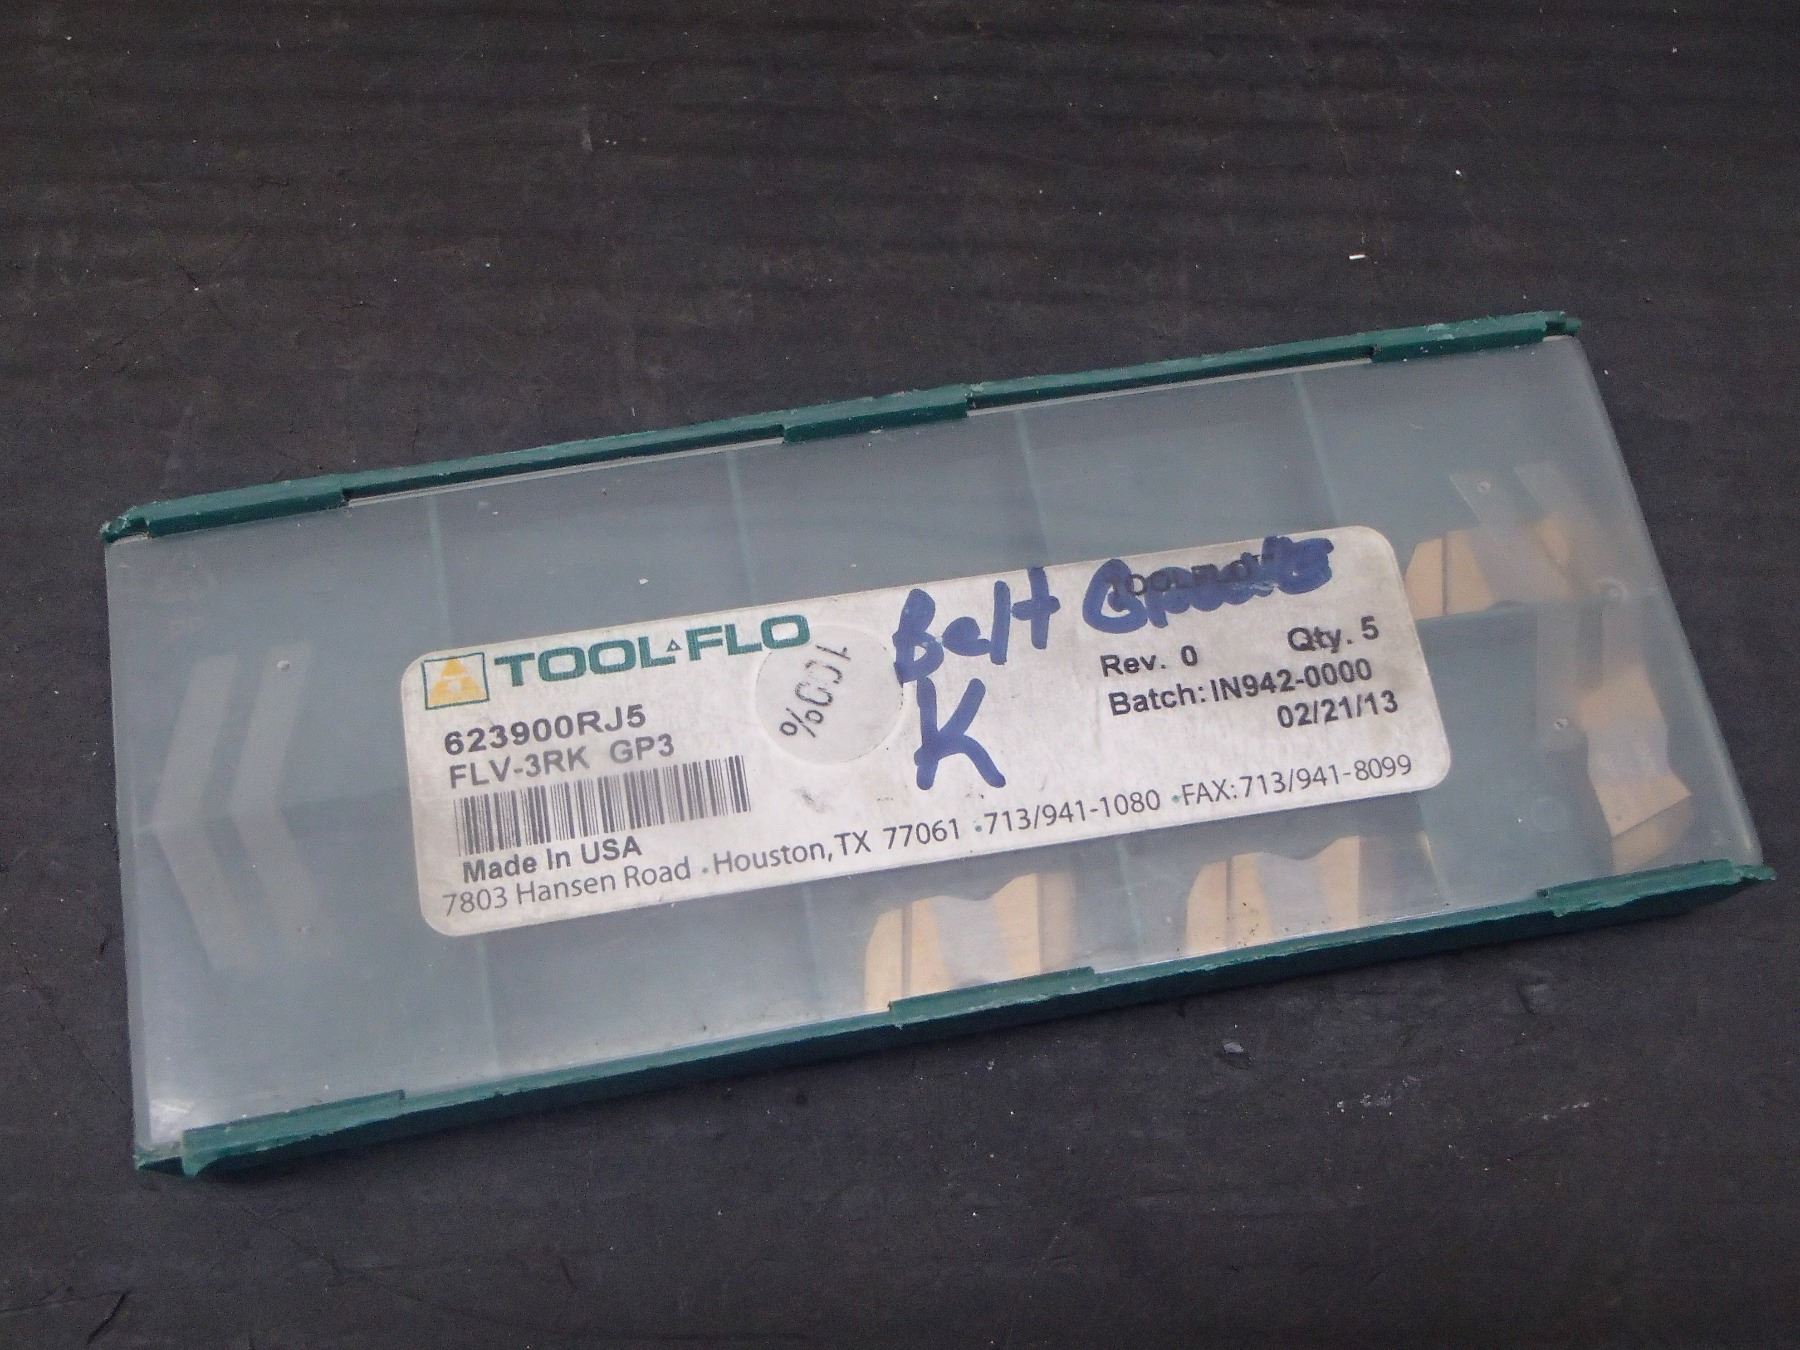 TOOL FLO
623900RJ5
FLV-3RK GP3
Made In USA
7803 Hansen Road • Houston, TX 77061 • 713/941-1080 • FAX: 713/941-8099
100%
Belt
K
TOOLFLO
Rev. 0 Qty. 5
Batch: IN942-0000
02/21/13